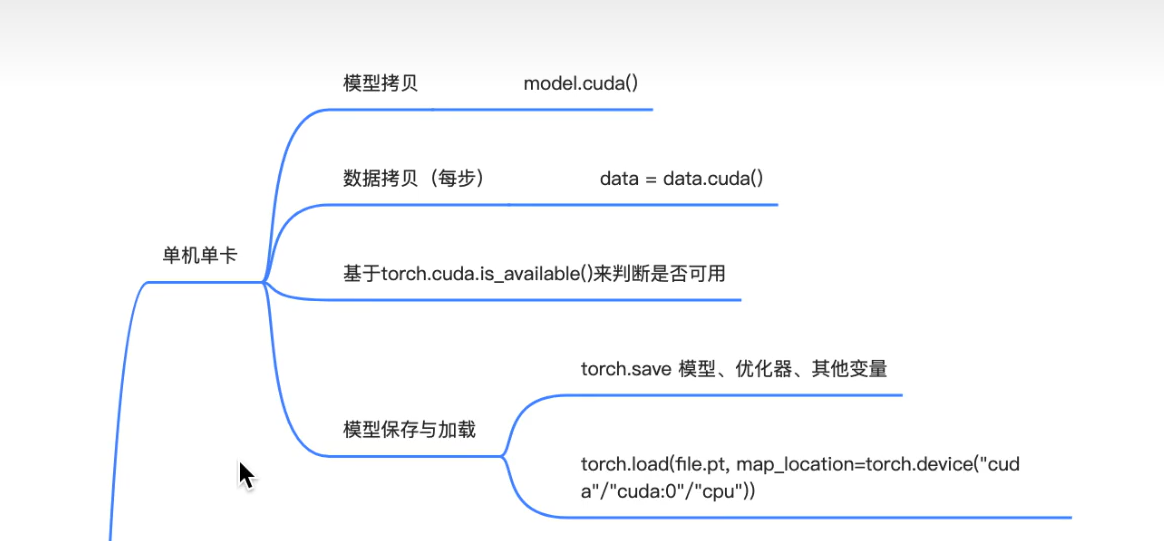 模型拷贝
model.cuda()
数据拷贝（每步）
data = data.cuda()
单机单卡
基于torch.cuda.is_available()来判断是否可用
torch.save 模型、优化器、其他变量
模型保存与加载
torch.load(file.pt, map_location=torch.device("cud
a"/"cuda:0"/"cpu"))